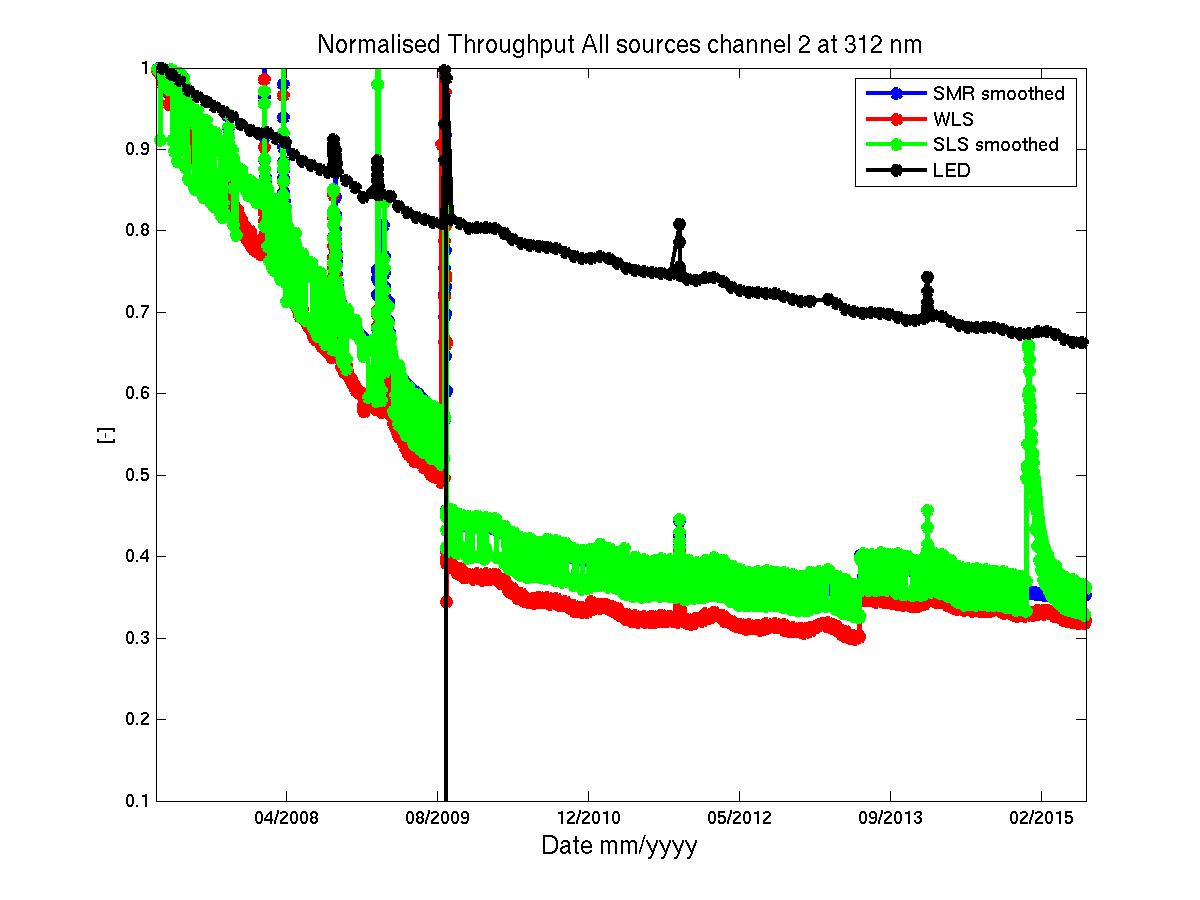 Normalised Throughput All sources channel 2 at 312 nm
SMR smoothed
WLS
SLS smoothed
LED
1
0.9
0.8
0.7
0.6
0.5
0.4
0.3
0.2
0.1
[-]
04/2008 08/2009 12/2010 05/2012 09/2013 02/2015
Date mm/yyyy